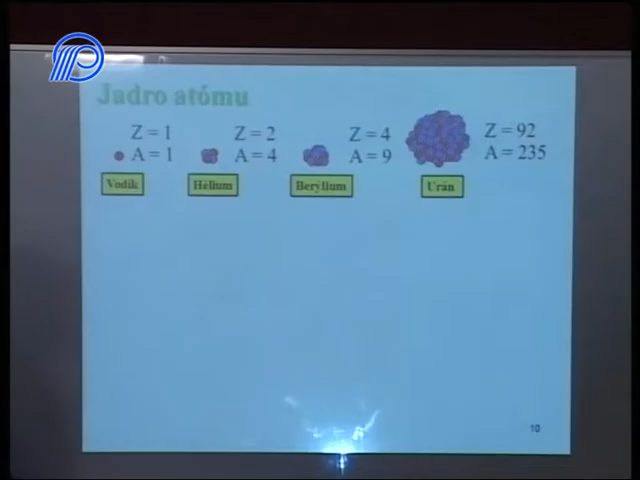 Jadro atómu
Z = 1
A = 1
Z = 2
A = 4
Z = 4
A = 9
Z = 92
A = 235
Vodík
Hélium
Berýlium
Urán
10